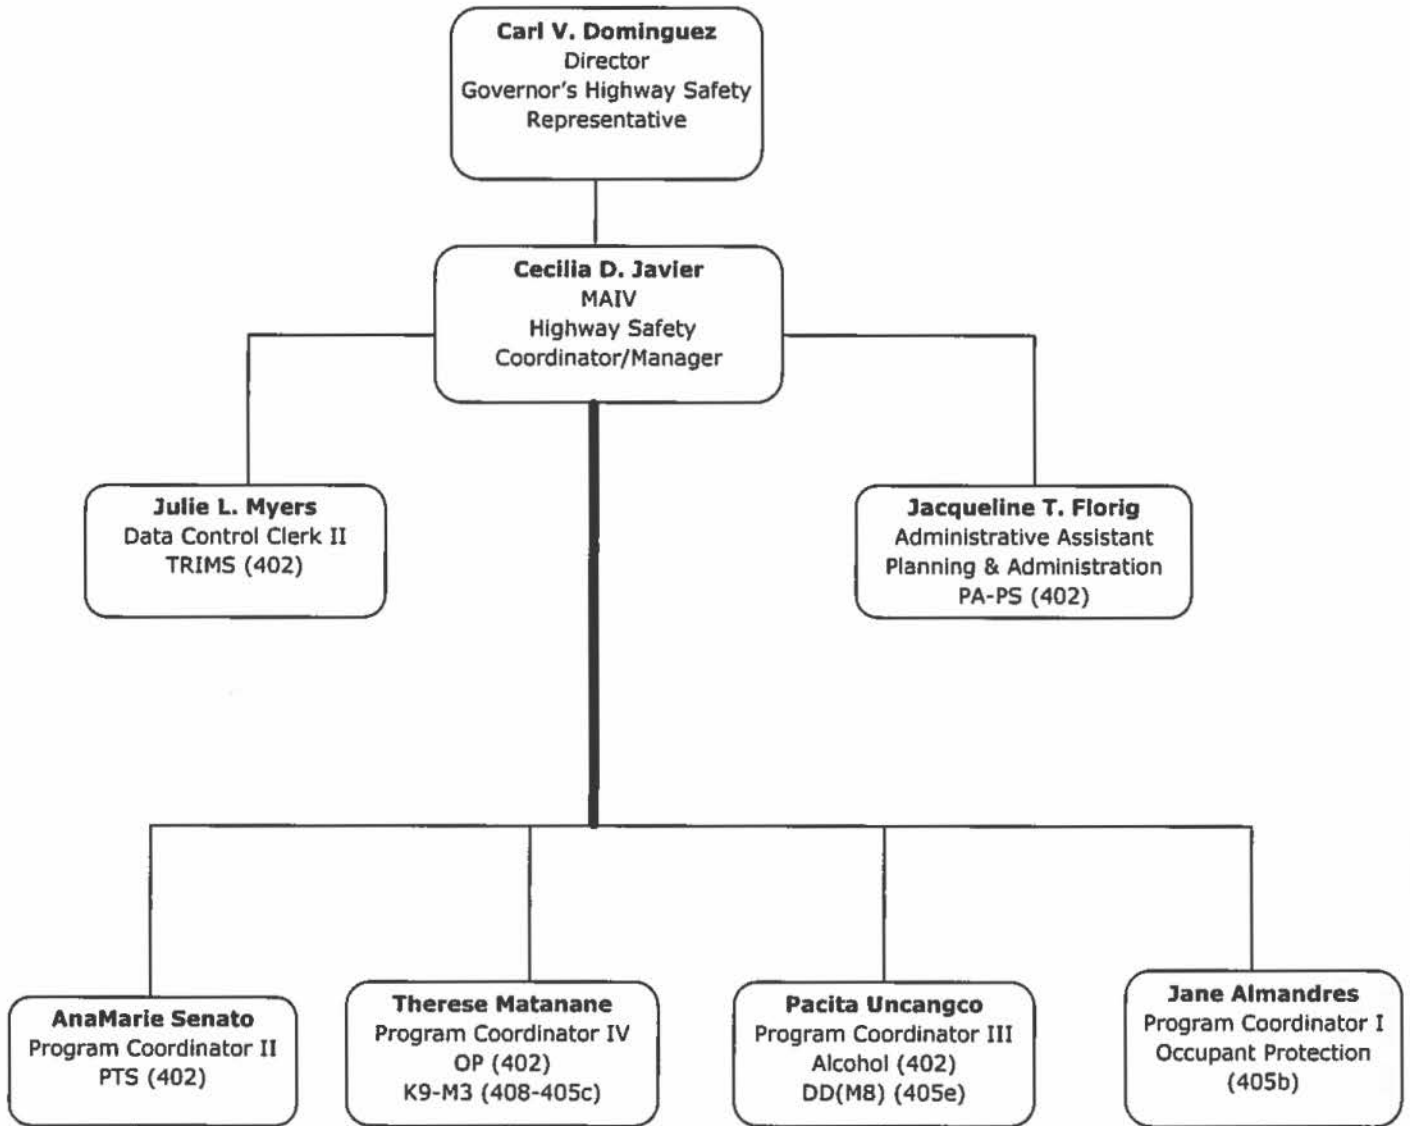 Carl V. Dominguez
Director
Governor's Highway Safety
Representative
Cecilia D. Javier
MAIV
Highway Safety
Coordinator/Manager
Julie L. Myers
Data Control Clerk II
TRIMS (402)
Jacqueline T. Florig
Administrative Assistant
Planning & Administration
PA-PS (402)
AnaMarie Senato
Program Coordinator II
PTS (402)
Therese Matanane
Program Coordinator IV
OP (402)
K9-M3 (408-405c)
Pacita Uncangco
Program Coordinator III
Alcohol (402)
DD(M8) (405e)
Jane Almandres
Program Coordinator I
Occupant Protection
(405b)